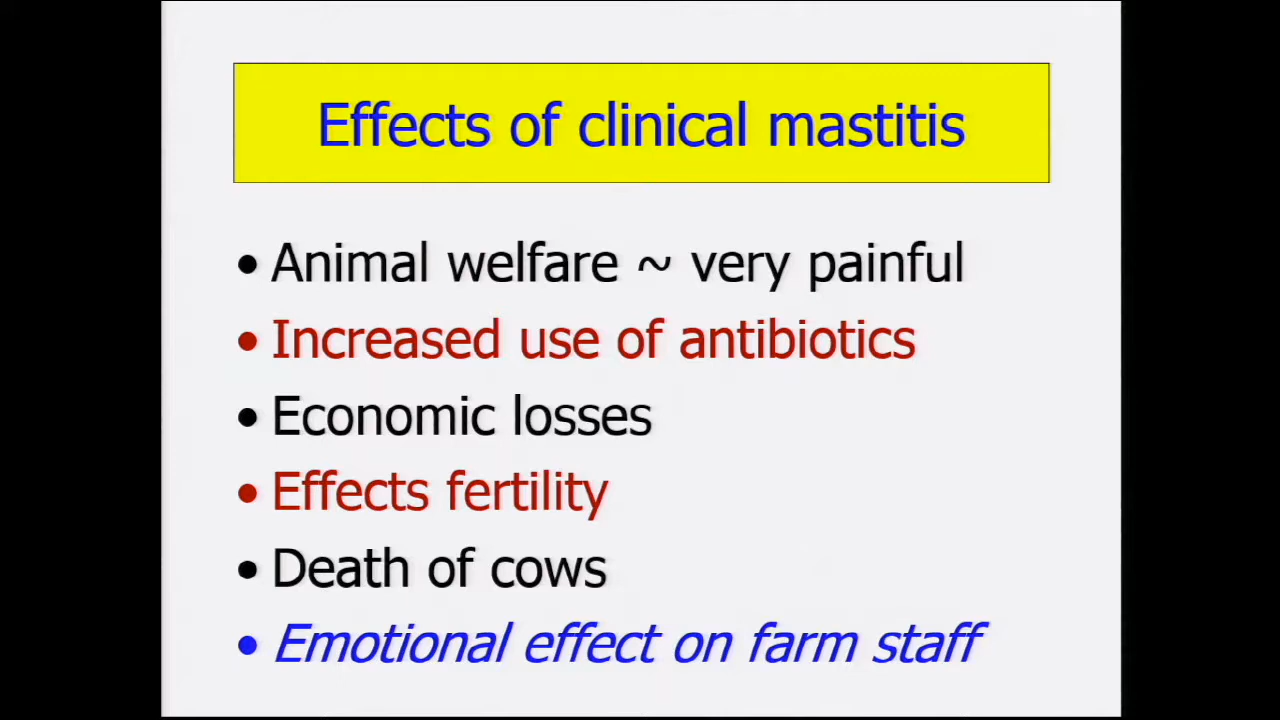 Effects of clinical mastitis
• Animal welfare ~ very painful
• Increased use of antibiotics
• Economic losses
• Effects fertility
• Death of cows
• Emotional effect on farm staff